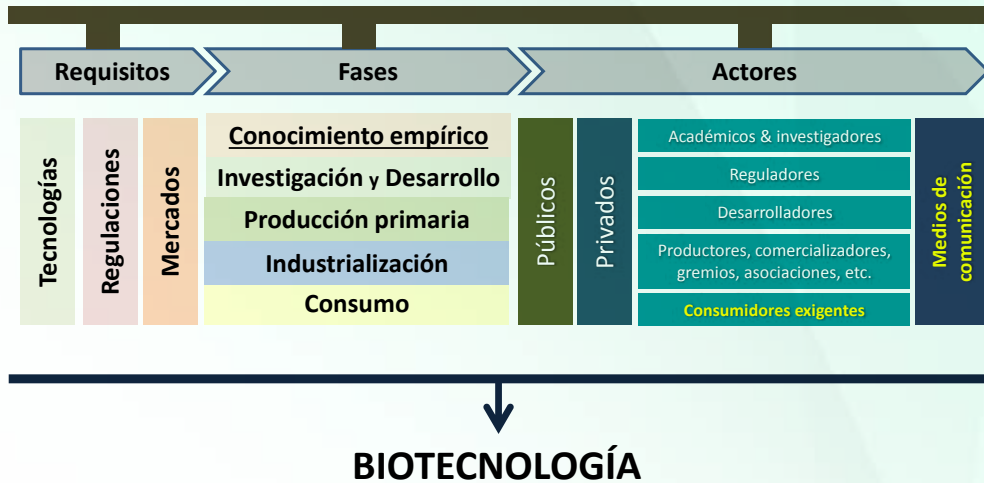 Requisitos
Fases
Actores
Tecnologías
Regulaciones
Mercados
Conocimiento empírico
Investigación y Desarrollo
Producción primaria
Industrialización
Consumo
Públicos
Privados
Académicos & investigadores
Reguladores
Desarrolladores
Productores, comercializadores,
gremios, asociaciones, etc.
Consumidores exigentes
Medios de
comunicación
BIOTECNOLOGÍA